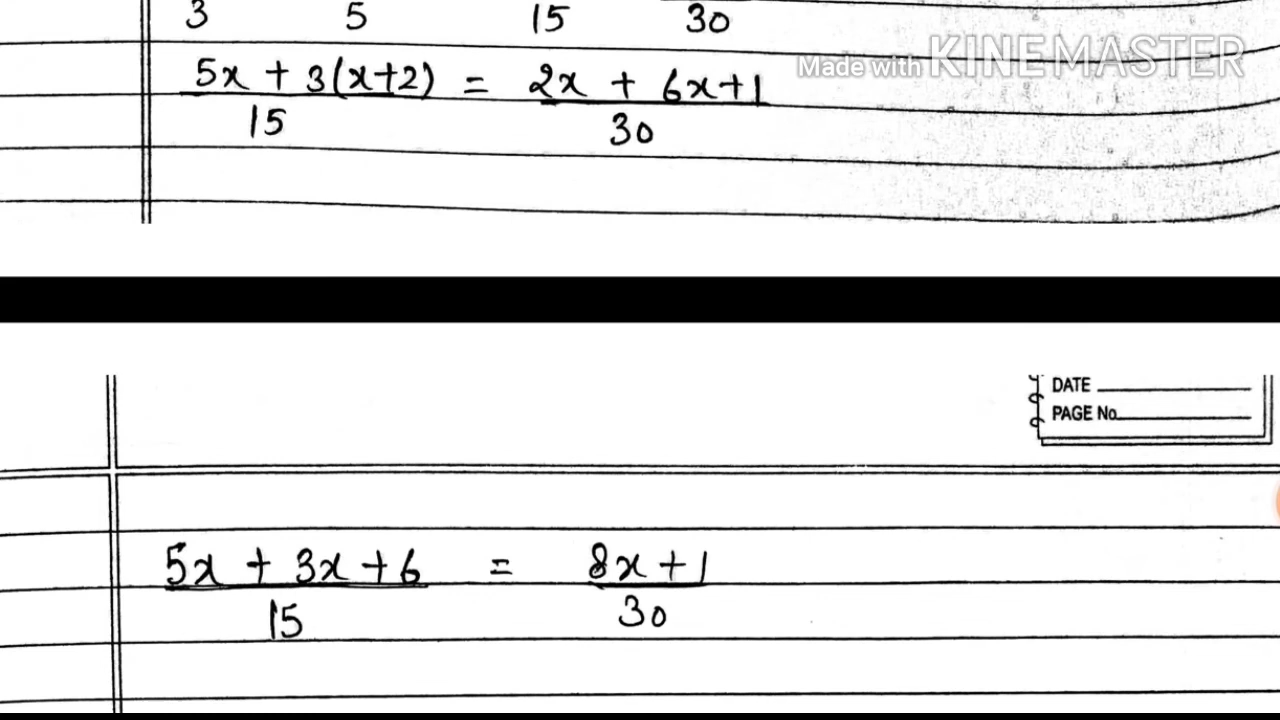 3 5 15 30
5x + 3(x+2) = 2x + 6x+1
15 30
Made with KINEMASTER
DATE
PAGE No.
5x + 3x + 6 = 8x + 1
15 30